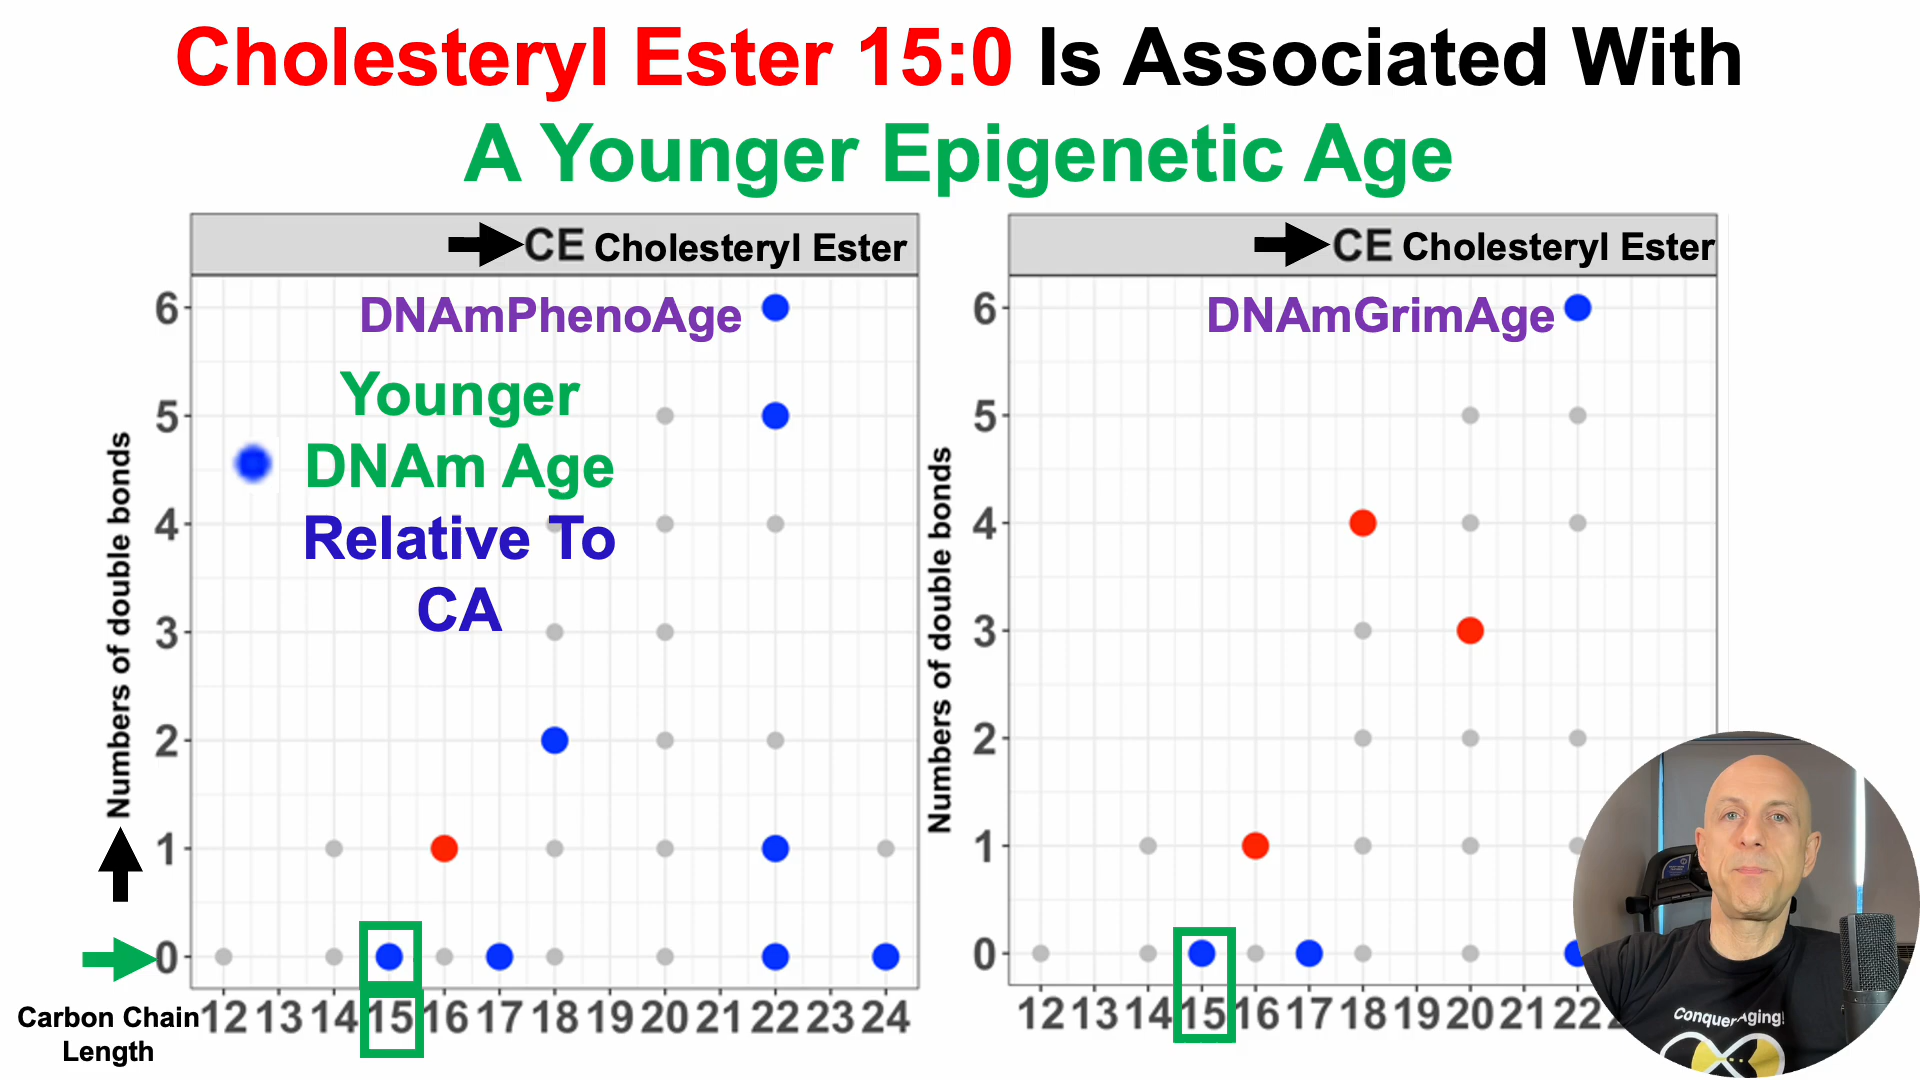 Cholesteryl Ester 15:0 Is Associated With
A Younger Epigenetic Age
CE Cholesteryl Ester
DNAmPhenoAge
Younger
DNAm Age
Relative To
CA
Numbers of double bonds
6
5
4
3
2
1
0
12 13 14 15 16 17 18 19 20 21 22 23 24
Carbon Chain
Length
CE Cholesteryl Ester
DNAmGrimAge
Numbers of double bonds
6
5
4
3
2
1
0
12 13 14 15 16 17 18 19 20 21 22
Conquer Aging!